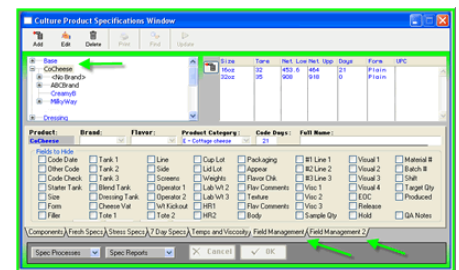 Culture Product Specifications Window
Add Edit Delete Print Find Update
Base
CoCheese
<No Brand>
ABCBrand
CreamyB
MilkyWay
Dressing
Size Tare Net Low Net Upp Days Form UPC
16oz 32 453.6 464 21 Plain
32oz 35 908 918 0 Plain
Product: Brand: Flavor: Product Category: Code Days: Full Name:
CoCheese E - Cottage cheese 21
Fields to Hide
Code Date Tank 1 Line Cup Lot Packaging #1 Line 1 Visual 1 Material #
Other Code Tank 2 Side Lid Lot Appear #2 Line 1 Visual 2 Batch #
Code Check Tank 3 Screens Weights Flavor Chk #3 Line 1 Visual 3 Shift
Starter Tank Blend Tank Operator 1 Lab Wt 2 Flav Comments Visc 1 Visual 4 Target Qty
Size Dressing Tank Operator 2 Lab Wt 3 Texture Visc 2 EOC Produced
Form Cheese Vat Wt Kickout HR1 Flav Comments Visc 3 Release
Filler Tote 1 Tote 2 HR2 Body Sample Qty Hold QA Notes
Components Fresh Specs Stress Specs 7 Day Specs Temps and Viscosity Field Management Field Management 2
Spec Processes Spec Reports Cancel OK